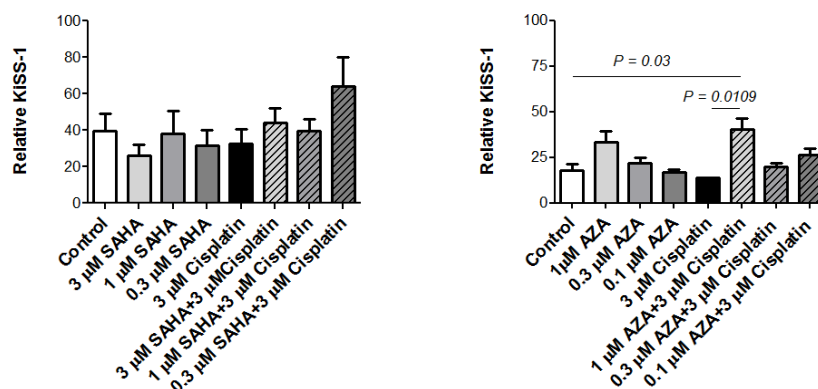 Relative KiSS-1
100
80
60
40
20
0
Control
3 µM SAHA
1 µM SAHA
0.3 µM SAHA
3 µM Cisplatin
3 µM SAHA+3 µMCisplatin
1 µM SAHA+3 µM Cisplatin
0.3 µM SAHA+3 µM Cisplatin
Relative KiSS-1
100
75
50
25
0
P = 0.03
P = 0.0109
Control
1µM AZA
0.3 µM AZA
0.1 µM AZA
3 µM Cisplatin
1 µM AZA+3 µM Cisplatin
0.3 µM AZA+3 µM Cisplatin
0.1 µM AZA+3 µM Cisplatin